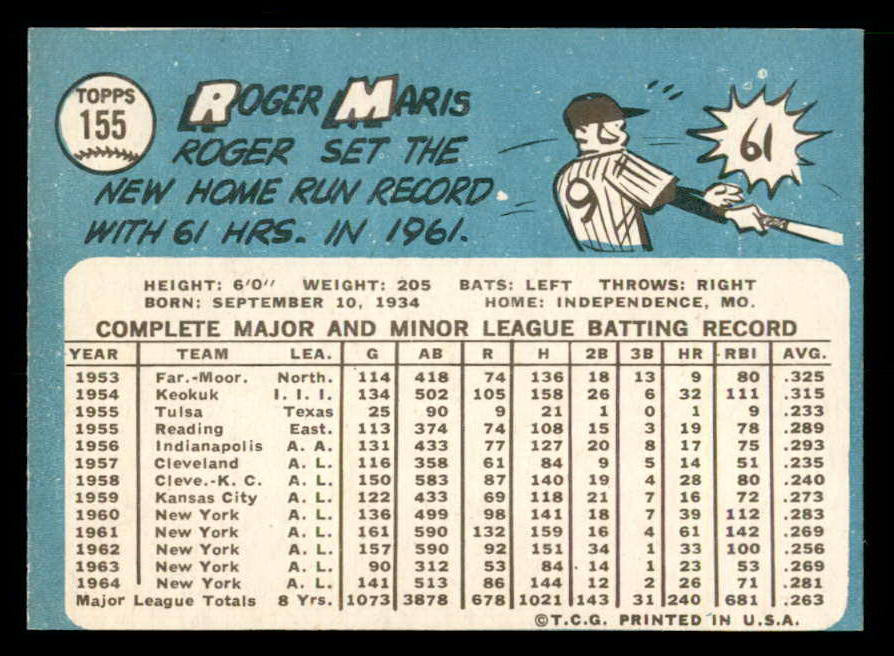 TOPPS
155
ROGER MARIS
ROGER SET THE
NEW HOME RUN RECORD
WITH 61 HRS. IN 1961.
61
9
HEIGHT: 6'0" WEIGHT: 205 BATS: LEFT THROWS: RIGHT
BORN: SEPTEMBER 10, 1934 HOME: INDEPENDENCE, MO.
COMPLETE MAJOR AND MINOR LEAGUE BATTING RECORD
YEAR TEAM LEA. G AB R H 2B 3B HR RBI AVG.
1953 Far.-Moor. North. 114 418 74 136 18 13 9 80 .325
1954 Keokuk I. I. I. 134 502 105 158 26 6 32 111 .315
1955 Tulsa Texas 25 90 9 21 1 0 1 9 .233
1955 Reading East. 113 374 74 108 15 3 19 78 .289
1956 Indianapolis A. A. 131 433 77 127 20 8 17 75 .293
1957 Cleveland A. L. 116 358 61 84 9 5 14 51 .235
1958 Cleve.-K. C. A. L. 150 583 87 140 19 4 28 80 .240
1959 Kansas City A. L. 122 433 69 118 21 7 16 72 .273
1960 New York A. L. 136 499 98 141 18 7 39 112 .283
1961 New York A. L. 161 590 132 159 16 4 61 142 .269
1962 New York A. L. 157 590 92 151 34 1 33 100 .256
1963 New York A. L. 90 312 53 84 14 1 23 53 .269
1964 New York A. L. 141 513 86 144 12 2 26 71 .281
Major League Totals 8 Yrs. 1073 3878 678 1021 143 31 240 681 .263
©T.C.G. PRINTED IN U.S.A.